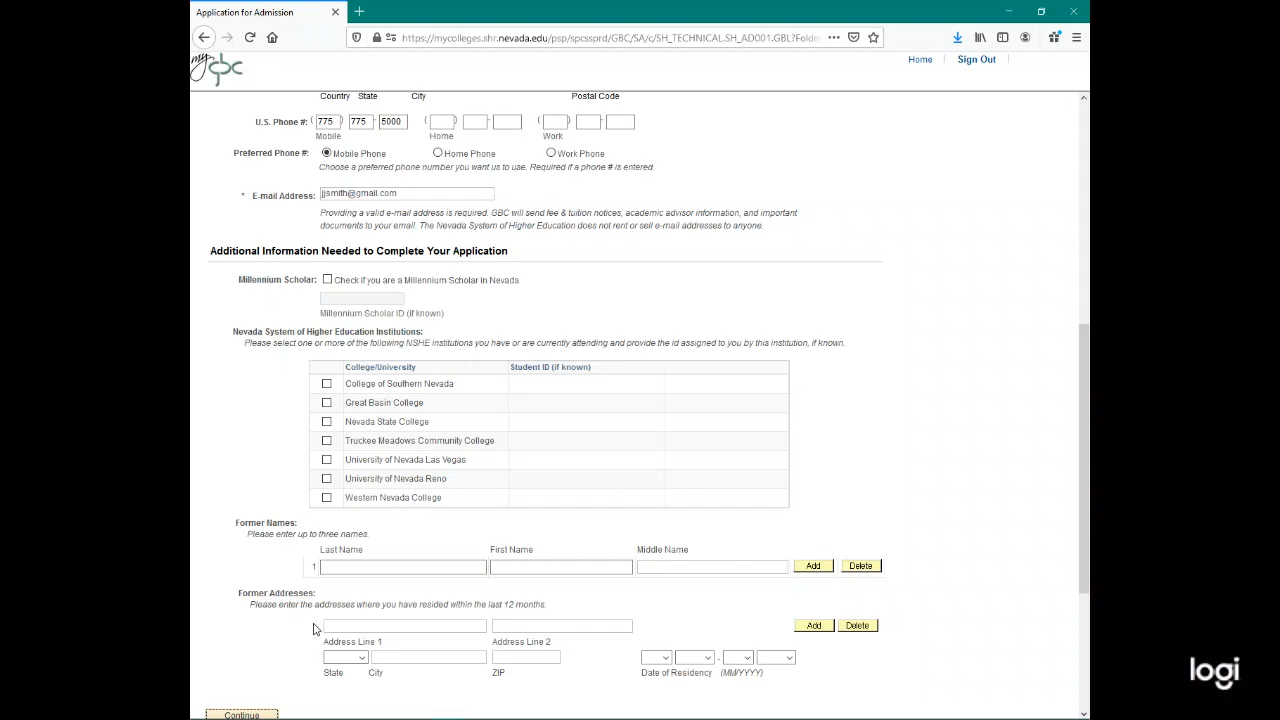 Application for Admission
https://mycolleges.shr.nevada.edu/psp/spcssprd/GBC/SA/c/SH_TECHNICAL.SH_AD001.GBL?Folde
my gbc
Home Sign Out
Country State City Postal Code
U.S. Phone #: ( 775 ) 775 - 5000 ( ) - ( ) -
Mobile Home Work
Preferred Phone #: Mobile Phone Home Phone Work Phone
Choose a preferred phone number you want us to use. Required if a phone # is entered.
* E-mail Address: jjsmith@gmail.com
Providing a valid e-mail address is required. GBC will send fee & tuition notices, academic advisor information, and important
documents to your email. The Nevada System of Higher Education does not rent or sell e-mail addresses to anyone.
Additional Information Needed to Complete Your Application
Millennium Scholar: Check if you are a Millennium Scholar in Nevada
Millennium Scholar ID (if known)
Nevada System of Higher Education Institutions:
Please select one or more of the following NSHE institutions you have or are currently attending and provide the id assigned to you by this institution, if known.
College/University Student ID (if known)
College of Southern Nevada
Great Basin College
Nevada State College
Truckee Meadows Community College
University of Nevada Las Vegas
University of Nevada Reno
Western Nevada College
Former Names:
Please enter up to three names.
Last Name First Name Middle Name
1 Add Delete
Former Addresses:
Please enter the addresses where you have resided within the last 12 months.
Add Delete
Address Line 1 Address Line 2
-
State City ZIP Date of Residency (MM/YYYY)
Continue
logi